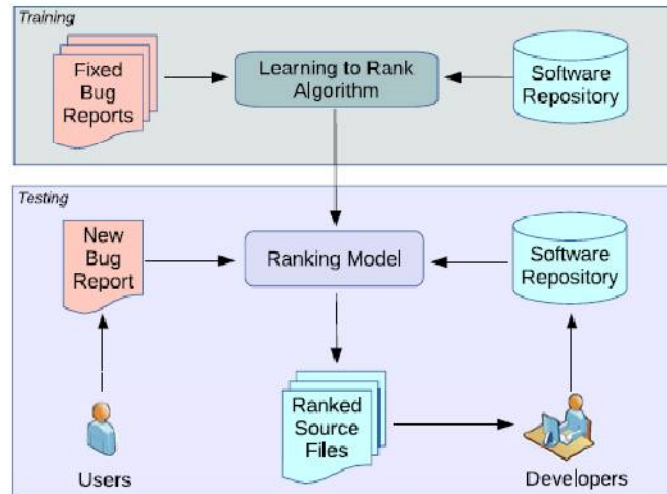 Training
Fixed
Bug
Reports
Learning to Rank
Algorithm
Software
Repository
Testing
New
Bug
Report
Ranking Model
Software
Repository
Ranked
Source
Files
Users
Developers